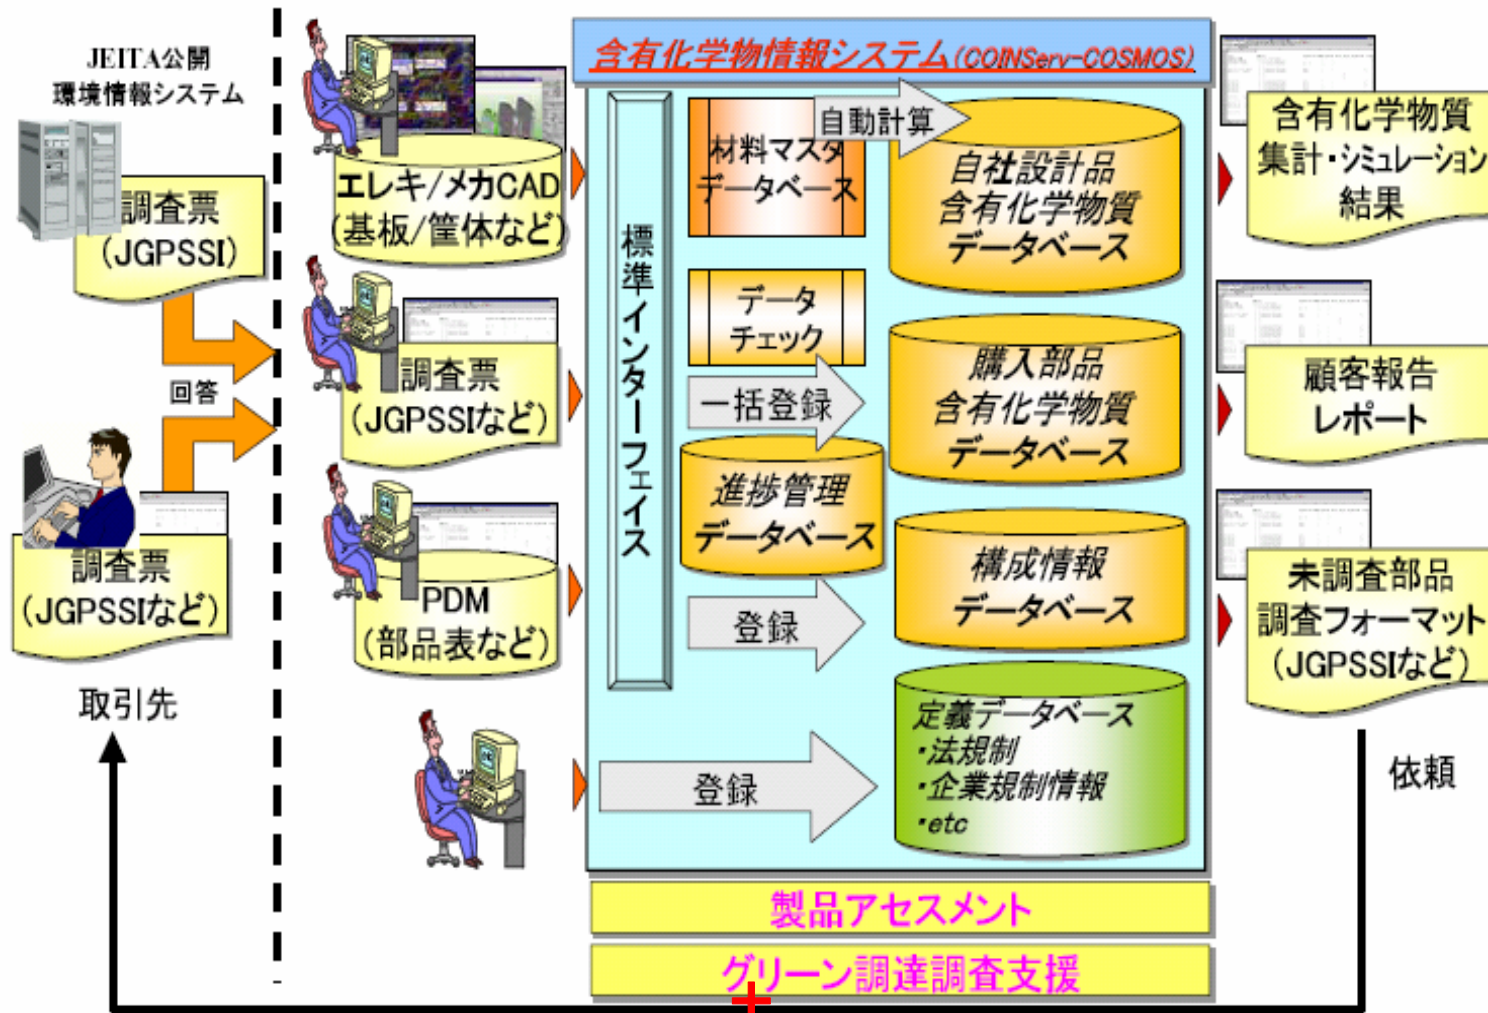 JEITA公開
環境情報システム
調査票
(JGPSSI)
回答
調査票
(JGPSSIなど)
取引先
エレキ/メカCAD
(基板/筐体など)
調査票
(JGPSSIなど)
PDM
(部品表など)
含有化学物情報システム(COINServ-COSMOS)
標準インターフェイス
材料マスタ
データベース
自動計算
自社設計品
含有化学物質
データベース
データ
チェック
一括登録
購入部品
含有化学物質
データベース
進捗管理
データベース
登録
構成情報
データベース
登録
定義データベース
・法規制
・企業規制情報
・etc
製品アセスメント
グリーン調達調査支援
含有化学物質
集計・シミュレーション
結果
顧客報告
レポート
未調査部品
調査フォーマット
(JGPSSIなど)
依頼